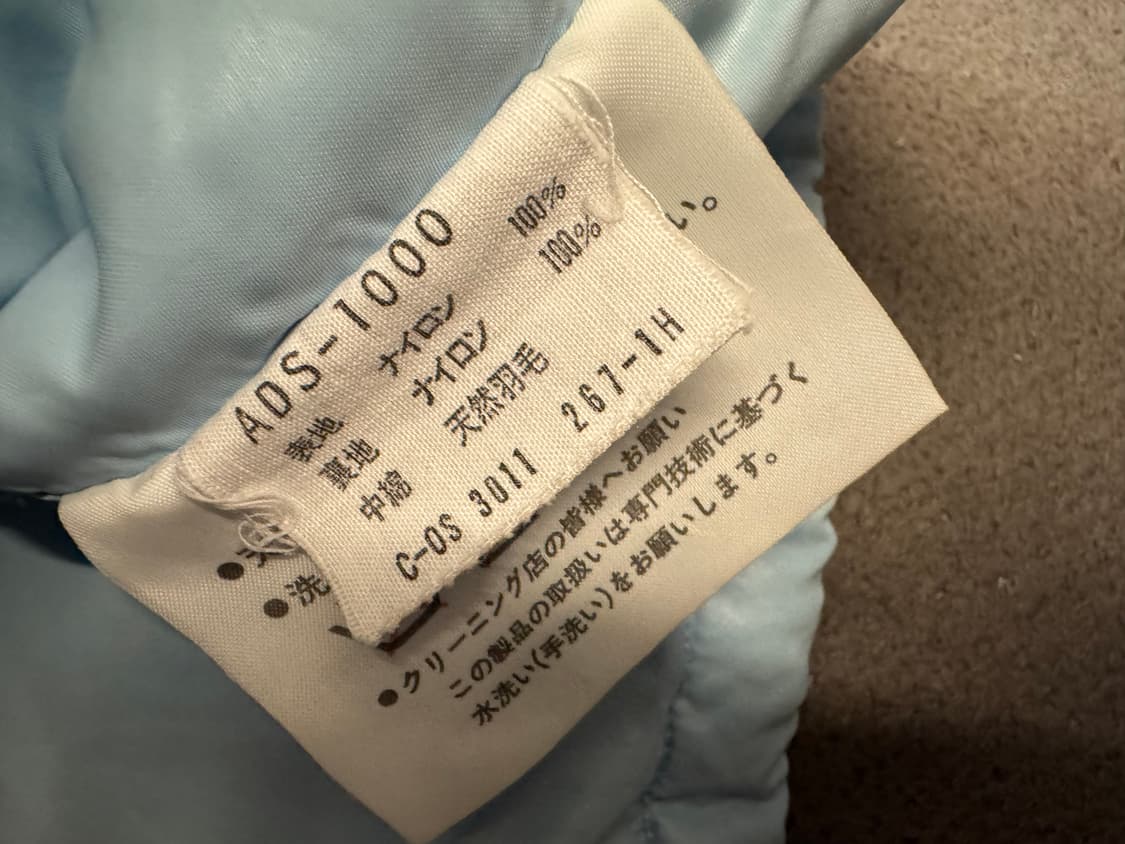 ADS-1000
表地 ナイロン 100%
裏地 ナイロン 100%
中綿 天然羽毛
C-OS 3011 267-1H
い。
●
●洗
●クリーニング店の皆様へお願い
この製品の取扱いは専門技術に基づく
水洗い(手洗い)をお願いします。